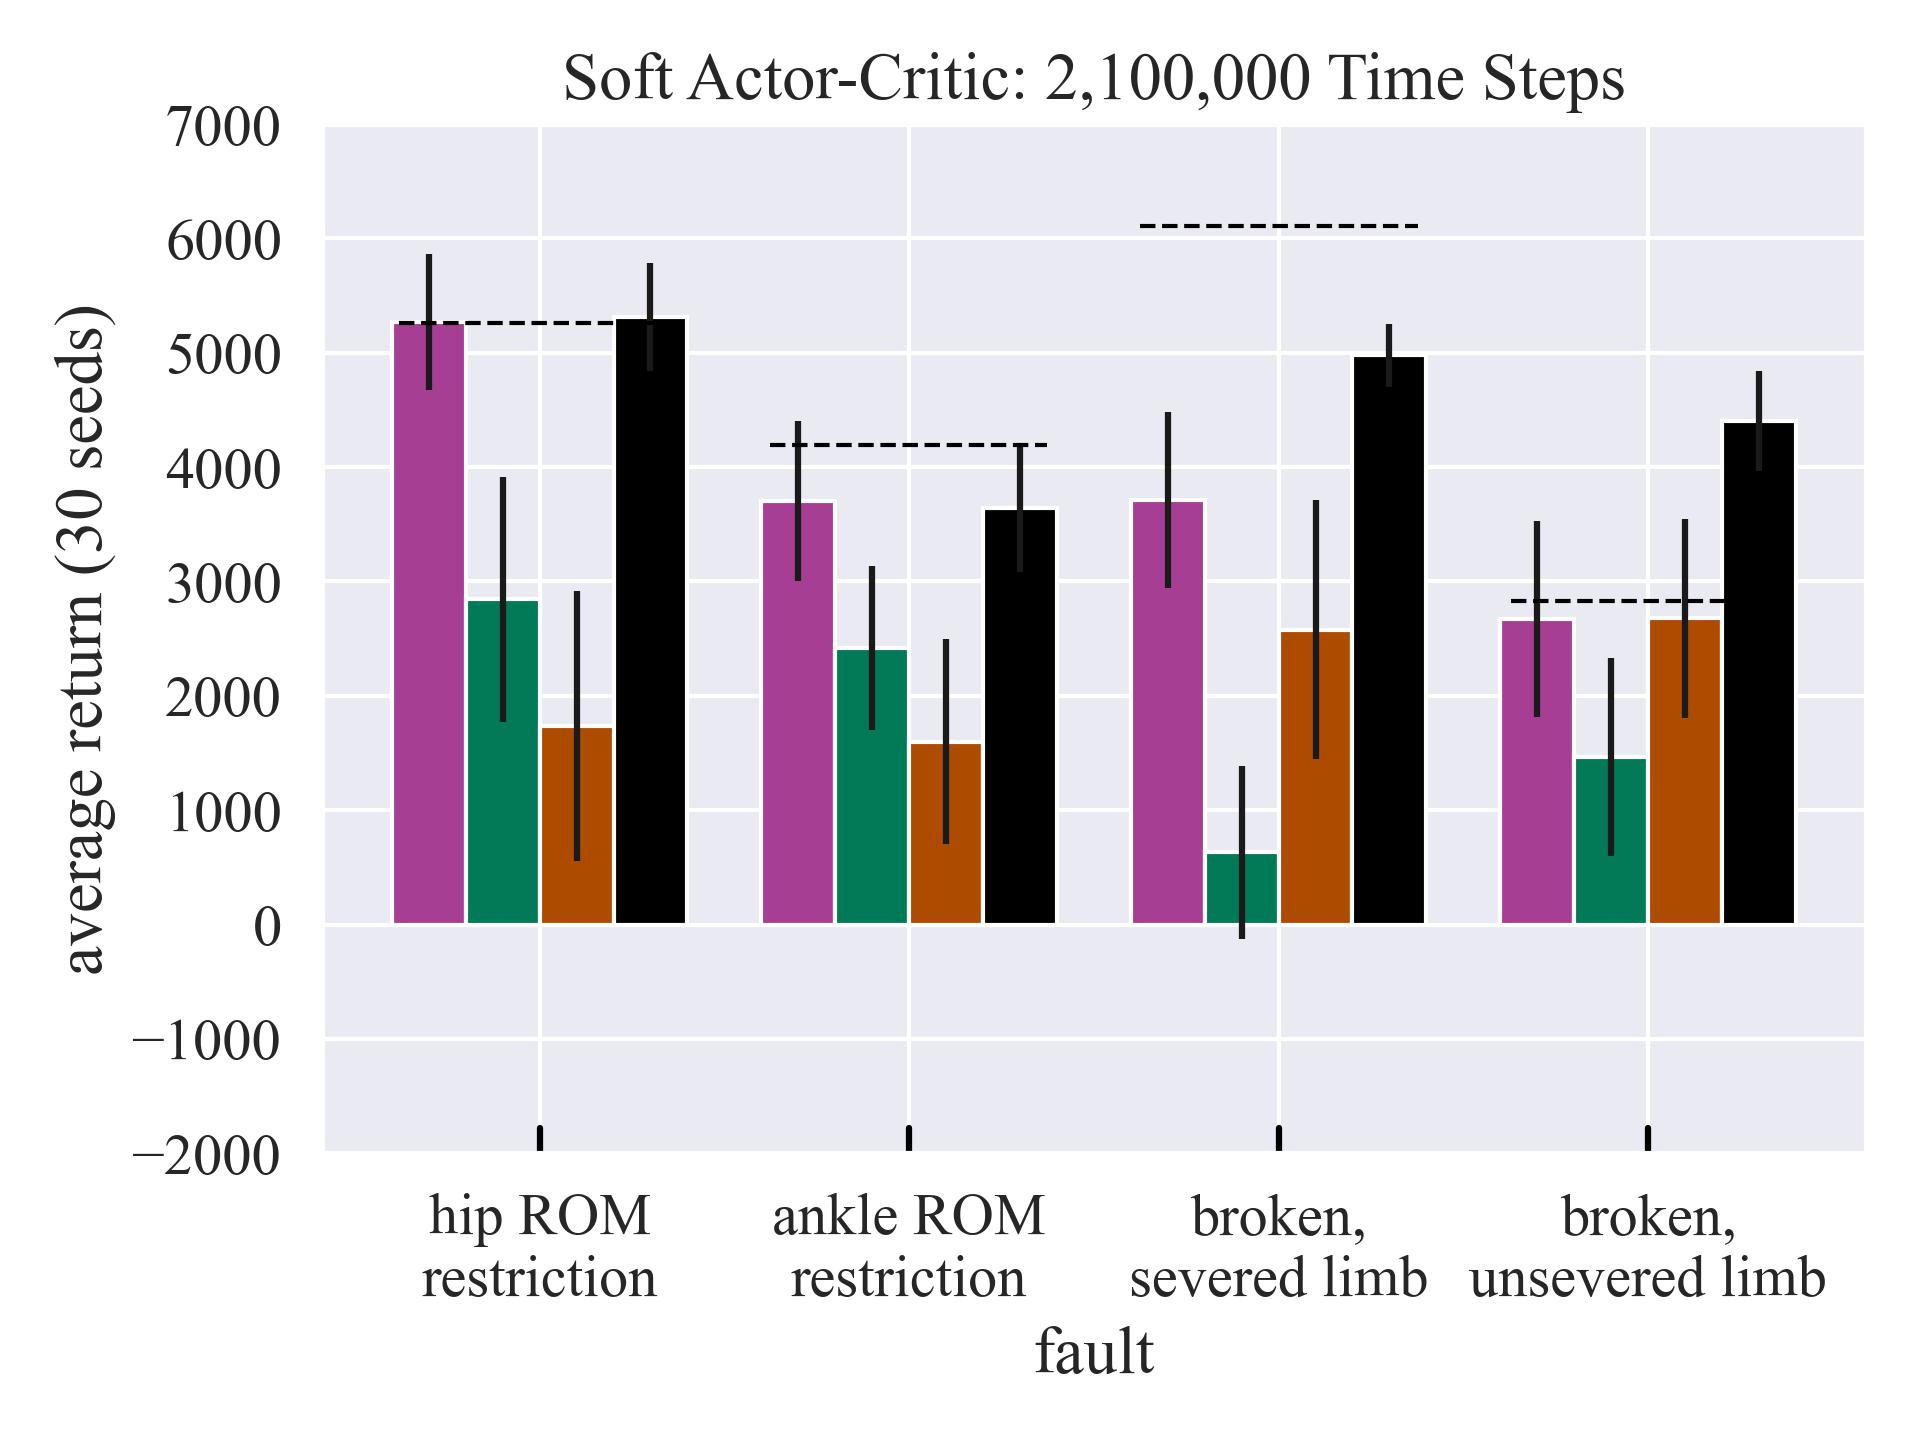 Soft Actor-Critic: 2,100,000 Time Steps
average return (30 seeds)
7000
6000
5000
4000
3000
2000
1000
0
−1000
−2000
hip ROM
restriction
ankle ROM
restriction
broken,
severed limb
broken,
unsevered limb
fault